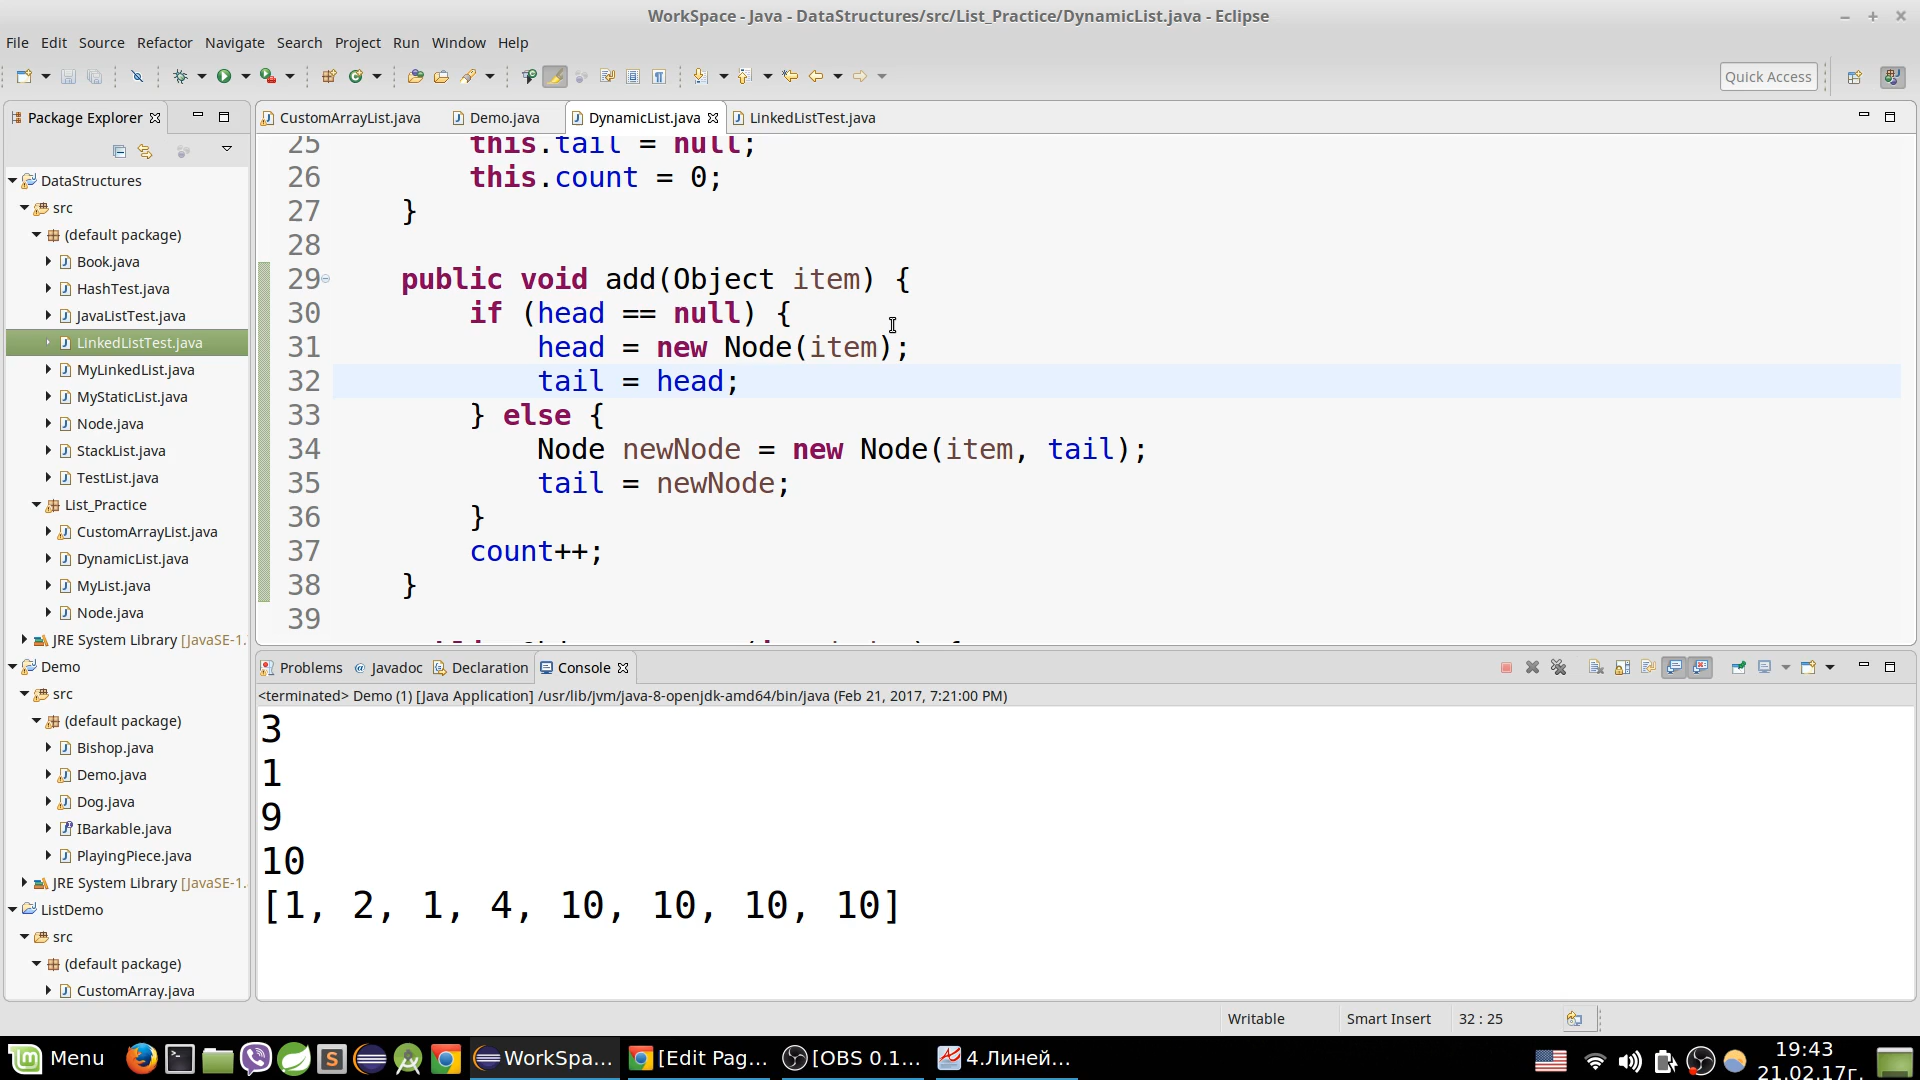 WorkSpace - Java - DataStructures/src/List_Practice/DynamicList.java - Eclipse
File Edit Source Refactor Navigate Search Project Run Window Help
Quick Access
Package Explorer
CustomArrayList.java Demo.java DynamicList.java LinkedListTest.java
DataStructures
src
(default package)
Book.java
HashTest.java
JavaListTest.java
LinkedListTest.java
MyLinkedList.java
MyStaticList.java
Node.java
StackList.java
TestList.java
List_Practice
CustomArrayList.java
DynamicList.java
MyList.java
Node.java
JRE System Library [JavaSE-1.
Demo
src
(default package)
Bishop.java
Demo.java
Dog.java
IBarkable.java
PlayingPiece.java
JRE System Library [JavaSE-1.
ListDemo
src
(default package)
CustomArray.java
25 this.tail = null;
26 this.count = 0;
27 }
28
29 public void add(Object item) {
30 if (head == null) {
31 head = new Node(item);
32 tail = head;
33 } else {
34 Node newNode = new Node(item, tail);
35 tail = newNode;
36 }
37 count++;
38 }
39
Problems Javadoc Declaration Console
<terminated> Demo (1) [Java Application] /usr/lib/jvm/java-8-openjdk-amd64/bin/java (Feb 21, 2017, 7:21:00 PM)
3
1
9
10
[1, 2, 1, 4, 10, 10, 10, 10]
Writable Smart Insert 32 : 25
Menu WorkSpa... [Edit Pag... [OBS 0.1... 4.Линей...
19:43
21.02.17г.